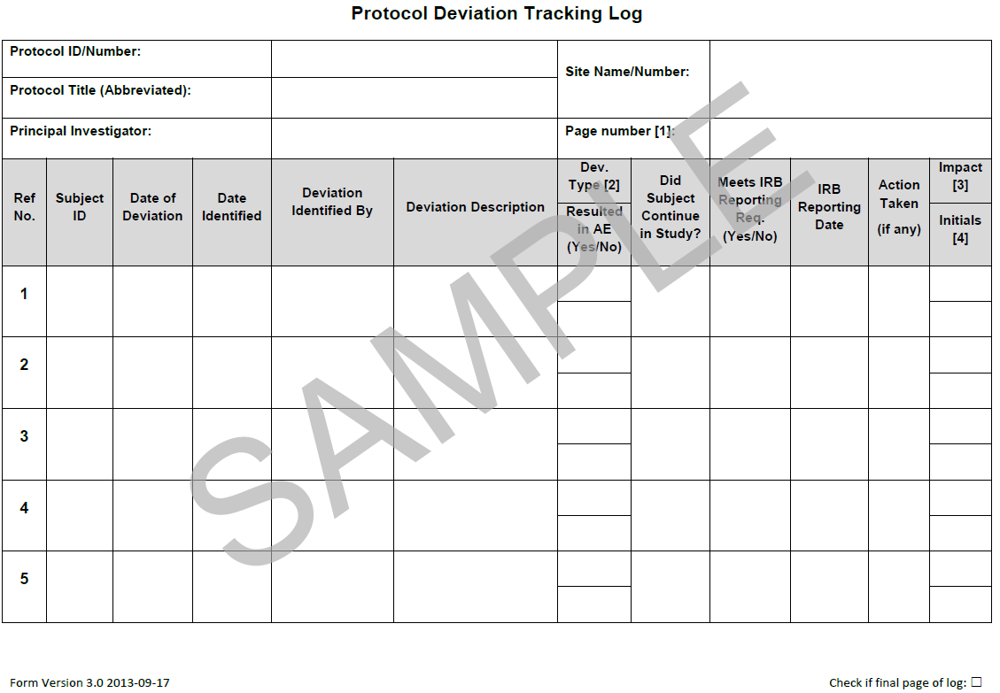 Protocol Deviation Tracking Log
Protocol ID/Number:
Site Name/Number:
Protocol Title (Abbreviated):
Principal Investigator:
Page number [1]:
Ref
No.
Subject
ID
Date of
Deviation
Date
Identified
Deviation
Identified By
Deviation Description
Dev.
Type [2]
Resulted
in AE
(Yes/No)
Did
Subject
Continue
in Study?
Meets IRB
Reporting
Req.
(Yes/No)
IRB
Reporting
Date
Action
Taken
(if any)
Impact
[3]
Initials
[4]
1
2
3
4
5
SAMPLE
Form Version 3.0 2013-09-17
Check if final page of log: ☐